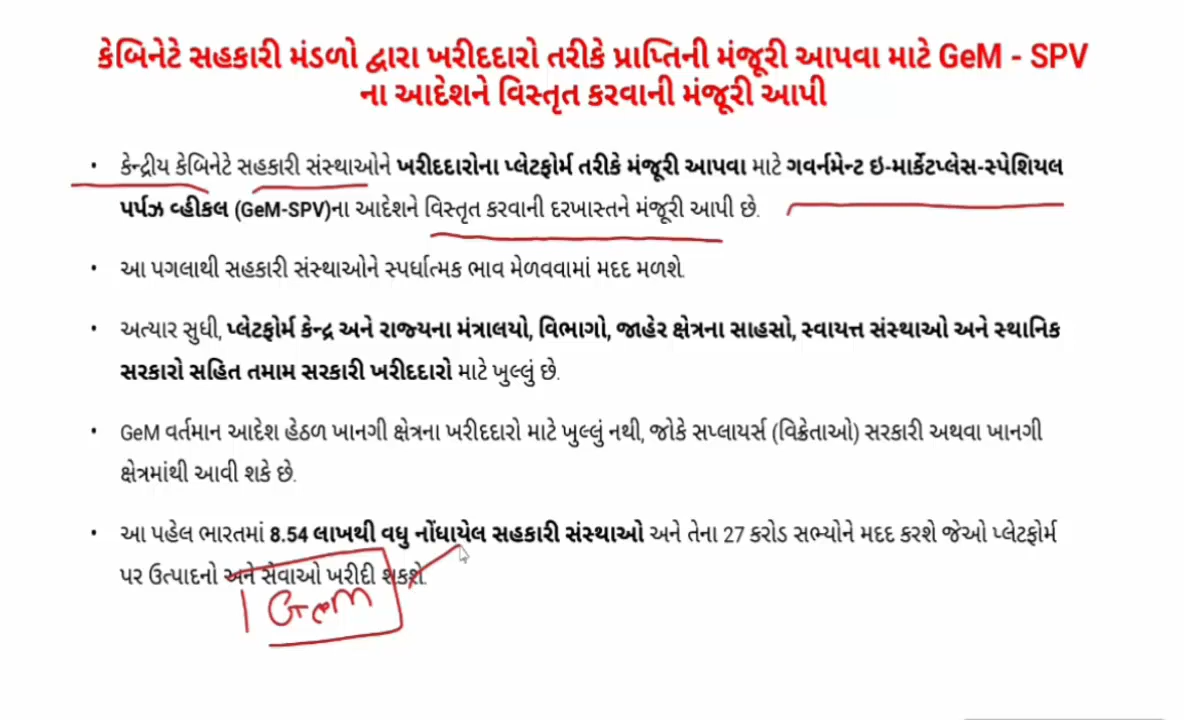 કેબિનેટે સહકારી મંડળો દ્વારા ખરીદદારો તરીકે પ્રાપ્તિની મંજૂરી આપવા માટે GeM - SPV
ના આદેશને વિસ્તૃત કરવાની મંજૂરી આપી
• કેન્દ્રીય કેબિનેટે સહકારી સંસ્થાઓને ખરીદદારોના પ્લેટફોર્મ તરીકે મંજૂરી આપવા માટે ગવર્નમેન્ટ ઇ-માર્કેટપ્લેસ-સ્પેશિયલ
પર્પઝ વ્હીકલ (GeM-SPV)ના આદેશને વિસ્તૃત કરવાની દરખાસ્તને મંજૂરી આપી છે.
• આ પગલાથી સહકારી સંસ્થાઓને સ્પર્ધાત્મક ભાવ મેળવવામાં મદદ મળશે.
• અત્યાર સુધી, પ્લેટફોર્મ કેન્દ્ર અને રાજ્યના મંત્રાલયો, વિભાગો, જાહેર ક્ષેત્રના સાહસો, સ્વાયત્ત સંસ્થાઓ અને સ્થાનિક
સરકારો સહિત તમામ સરકારી ખરીદદારો માટે ખુલ્લું છે.
• GeM વર્તમાન આદેશ હેઠળ ખાનગી ક્ષેત્રના ખરીદદારો માટે ખુલ્લું નથી, જોકે સપ્લાયર્સ (વિક્રેતાઓ) સરકારી અથવા ખાનગી
ક્ષેત્રમાંથી આવી શકે છે.
• આ પહેલ ભારતમાં 8.54 લાખથી વધુ નોંધાયેલ સહકારી સંસ્થાઓ અને તેના 27 કરોડ સભ્યોને મદદ કરશે જેઓ પ્લેટફોર્મ
પર ઉત્પાદનો અને સેવાઓ ખરીદી શકશે.
GeM